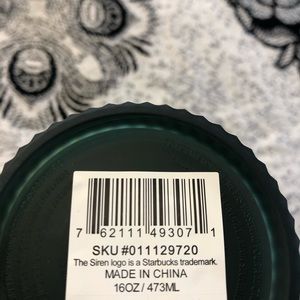 7 62111 49307 1
SKU #011129720
The Siren logo is a Starbucks trademark.
MADE IN CHINA
16OZ / 473ML